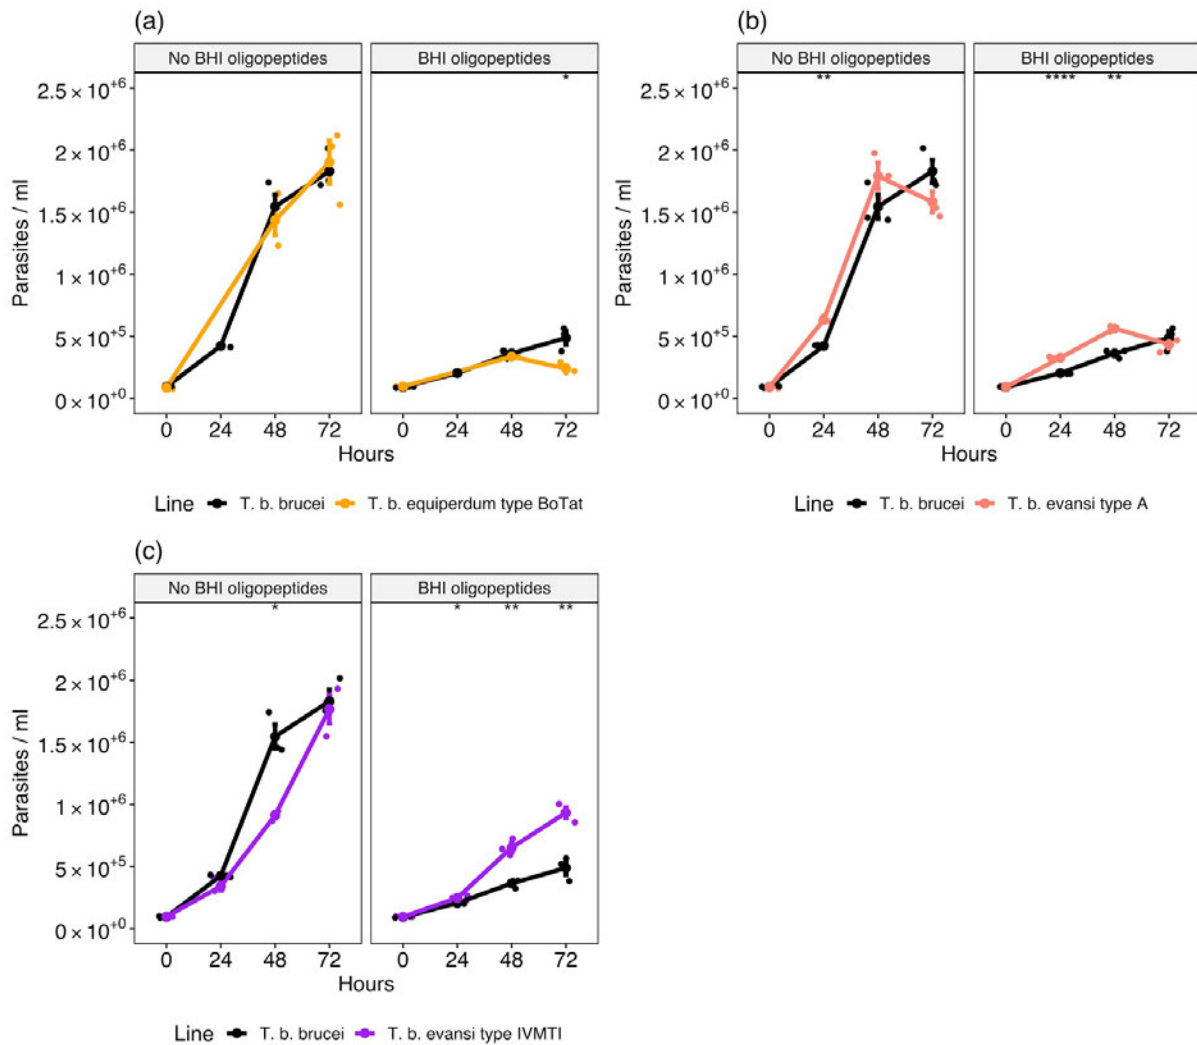 (a)
No BHI oligopeptides
BHI oligopeptides
*
2.5 × 10⁺⁶
2 × 10⁺⁶
1.5 × 10⁺⁶
1 × 10⁺⁶
5 × 10⁺⁵
0 × 10⁺⁰
Parasites / ml
0 24 48 72
0 24 48 72
Hours
Line T. b. brucei T. b. equiperdum type BoTat
(b)
No BHI oligopeptides
BHI oligopeptides
**
**** **
2.5 × 10⁺⁶
2 × 10⁺⁶
1.5 × 10⁺⁶
1 × 10⁺⁶
5 × 10⁺⁵
0 × 10⁺⁰
Parasites / ml
0 24 48 72
0 24 48 72
Hours
Line T. b. brucei T. b. evansi type A
(c)
No BHI oligopeptides
BHI oligopeptides
*
* ** **
2.5 × 10⁺⁶
2 × 10⁺⁶
1.5 × 10⁺⁶
1 × 10⁺⁶
5 × 10⁺⁵
0 × 10⁺⁰
Parasites / ml
0 24 48 72
0 24 48 72
Hours
Line T. b. brucei T. b. evansi type IVMTI